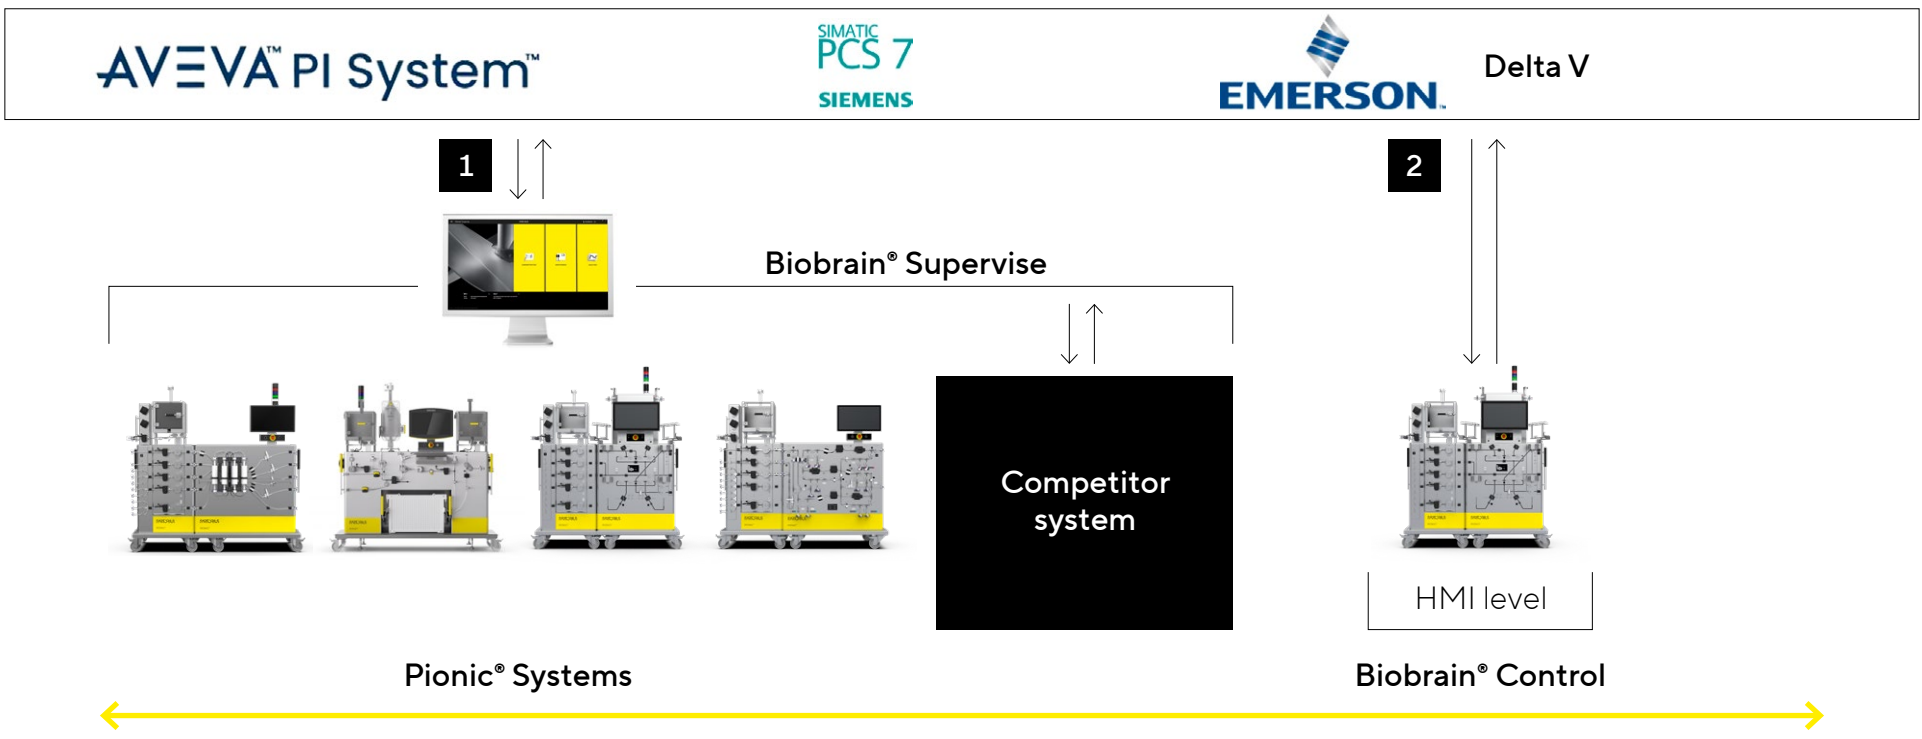 AVEVA™ PI System™
SIMATIC
PCS 7
SIEMENS
EMERSON™
Delta V
1
2
Biobrain® Supervise
Competitor
system
HMI level
Pionic® Systems
Biobrain® Control